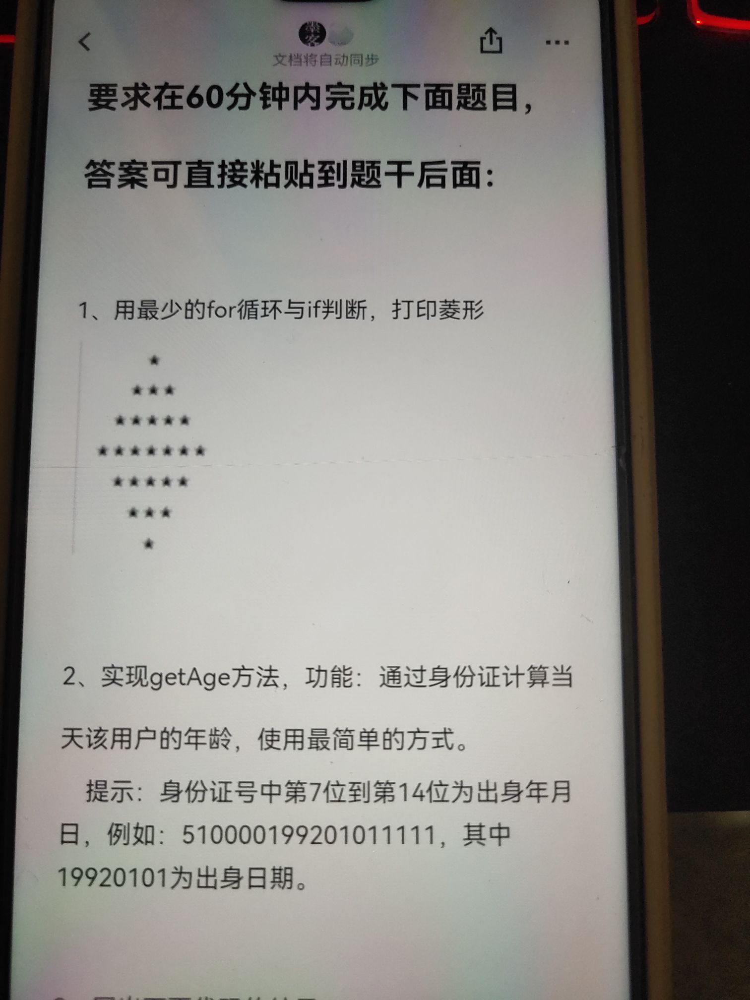 文档将自动同步
要求在60分钟内完成下面题目，
答案可直接粘贴到题干后面：
1、用最少的for循环与if判断，打印菱形
★
★★★
★★★★★
★★★★★★★
★★★★★
★★★
★
2、实现getAge方法，功能：通过身份证计算当
天该用户的年龄，使用最简单的方式。
提示：身份证号中第7位到第14位为出身年月
日，例如：510000199201011111，其中
19920101为出身日期。